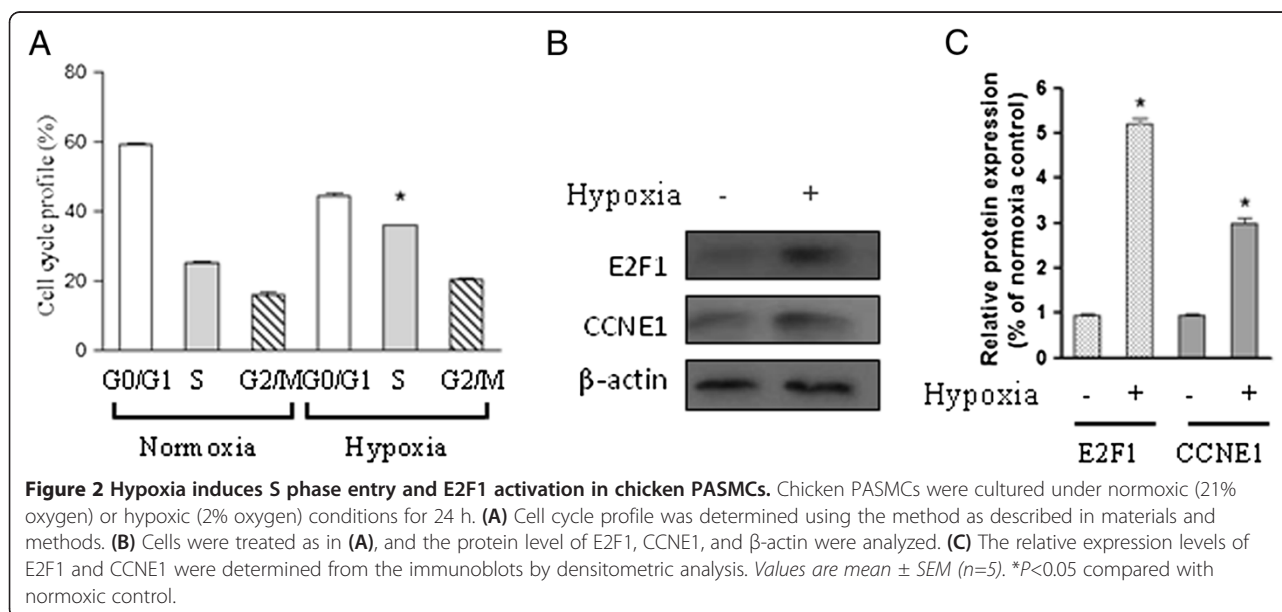 A
Cell cycle profile (%)
80
60
40
20
0
*
G0/G1 S G2/M G0/G1 S G2/M
Normoxia Hypoxia
B
Hypoxia - +
E2F1
CCNE1
β-actin
C
Relative protein expression
(% of normoxia control)
6
5
4
3
2
1
0
*
*
Hypoxia - + - +
E2F1 CCNE1
Figure 2 Hypoxia induces S phase entry and E2F1 activation in chicken PASMCs. Chicken PASMCs were cultured under normoxic (21%
oxygen) or hypoxic (2% oxygen) conditions for 24 h. (A) Cell cycle profile was determined using the method as described in materials and
methods. (B) Cells were treated as in (A), and the protein level of E2F1, CCNE1, and β-actin were analyzed. (C) The relative expression levels of
E2F1 and CCNE1 were determined from the immunoblots by densitometric analysis. Values are mean ± SEM (n=5). *P<0.05 compared with
normoxic control.